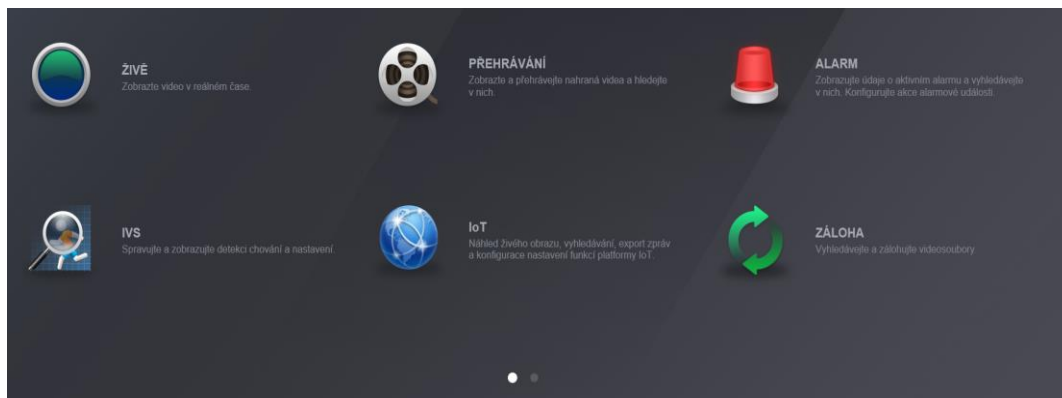 ŽIVĚ
Zobrazte video v reálném čase.
PŘEHRÁVÁNÍ
Zobrazte a přehrávejte nahraná videa a hledejte
v nich.
ALARM
Zobrazujte údaje o aktivním alarmu a vyhledávejte
v nich. Konfigurujte akce alarmové události.
IVS
Spravujte a zobrazujte detekci chování a nastavení.
IoT
Náhled živého obrazu, vyhledávání, export zpráv
a konfigurace nastavení funkcí platformy IoT.
ZÁLOHA
Vyhledávejte a zálohujte videosoubory.